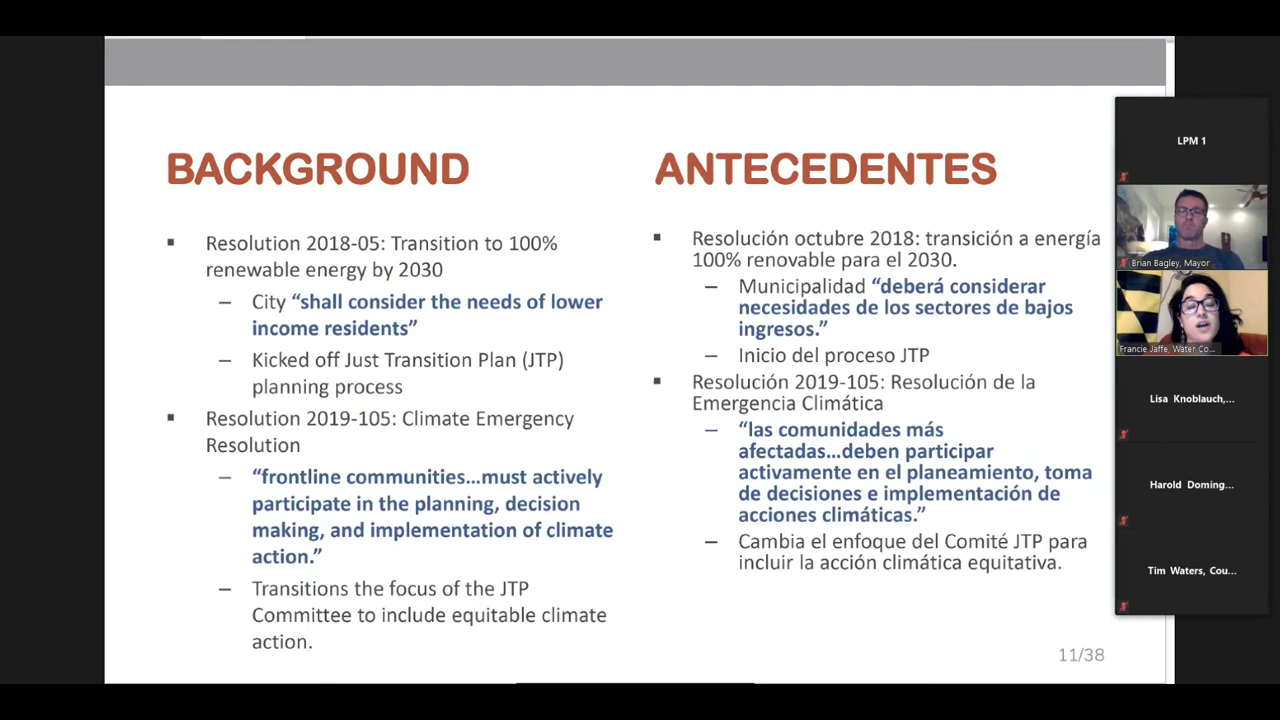 BACKGROUND
▪ Resolution 2018-05: Transition to 100%
renewable energy by 2030
– City “shall consider the needs of lower
income residents”
– Kicked off Just Transition Plan (JTP)
planning process
▪ Resolution 2019-105: Climate Emergency
Resolution
– “frontline communities…must actively
participate in the planning, decision
making, and implementation of climate
action.”
– Transitions the focus of the JTP
Committee to include equitable climate
action.
ANTECEDENTES
▪ Resolución octubre 2018: transición a energía
100% renovable para el 2030.
– Municipalidad “deberá considerar
necesidades de los sectores de bajos
ingresos.”
– Inicio del proceso JTP
▪ Resolución 2019-105: Resolución de la
Emergencia Climática
– “las comunidades más
afectadas…deben participar
activamente en el planeamiento, toma
de decisiones e implementación de
acciones climáticas.”
– Cambia el enfoque del Comité JTP para
incluir la acción climática equitativa.
11/38
LPM 1
Brian Bagley, Mayor
Francie Jaffe, Water Co...
Lisa Knoblauch,...
Harold Doming...
Tim Waters, Cou...